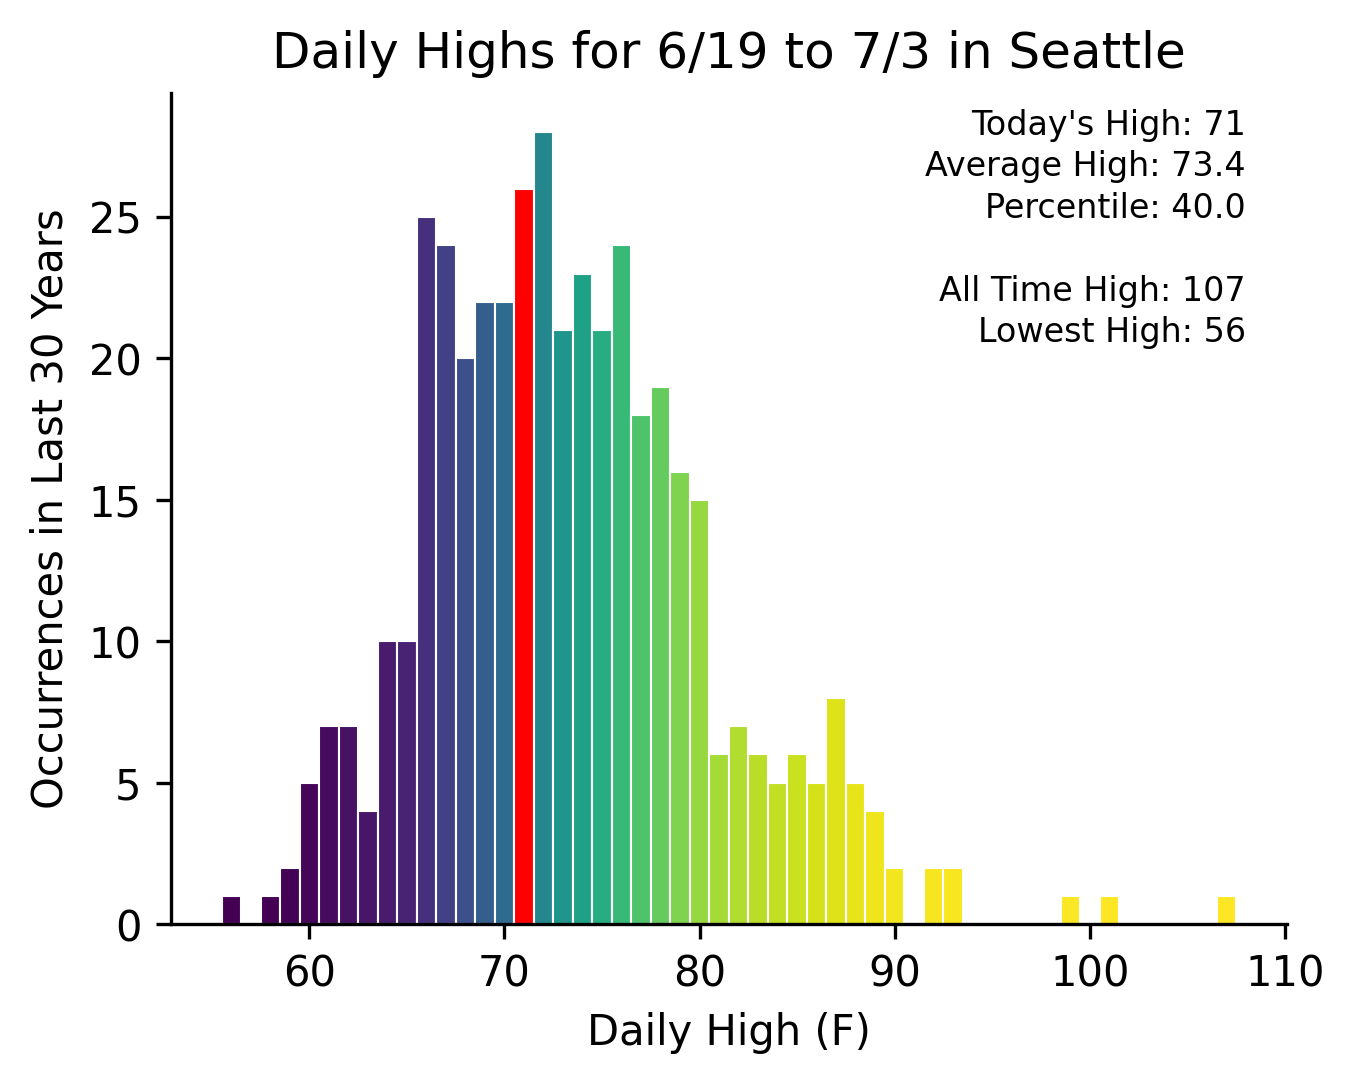 Daily Highs for 6/19 to 7/3 in Seattle
Today's High: 71
Average High: 73.4
Percentile: 40.0
All Time High: 107
Lowest High: 56
Occurrences in Last 30 Years
25
20
15
10
5
0
60 70 80 90 100 110
Daily High (F)